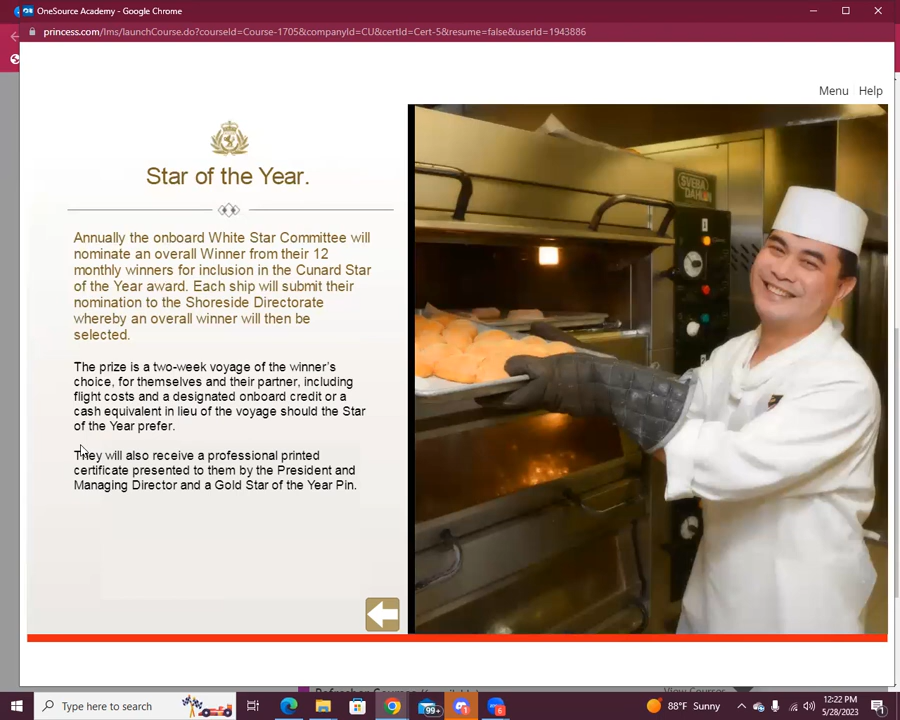 OneSource Academy - Google Chrome
princess.com/lms/launchCourse.do?courseId=Course-1705&companyId=CU&certId=Cert-5&resume=false&userId=1943886
Menu Help
Star of the Year.
Annually the onboard White Star Committee will
nominate an overall Winner from their 12
monthly winners for inclusion in the Cunard Star
of the Year award. Each ship will submit their
nomination to the Shoreside Directorate
whereby an overall winner will then be
selected.
The prize is a two-week voyage of the winner's
choice, for themselves and their partner, including
flight costs and a designated onboard credit or a
cash equivalent in lieu of the voyage should the Star
of the Year prefer.
They will also receive a professional printed
certificate presented to them by the President and
Managing Director and a Gold Star of the Year Pin.
SVEBA
DAHLEN
Type here to search
99+
6
88°F Sunny
12:22 PM
5/28/2023
1